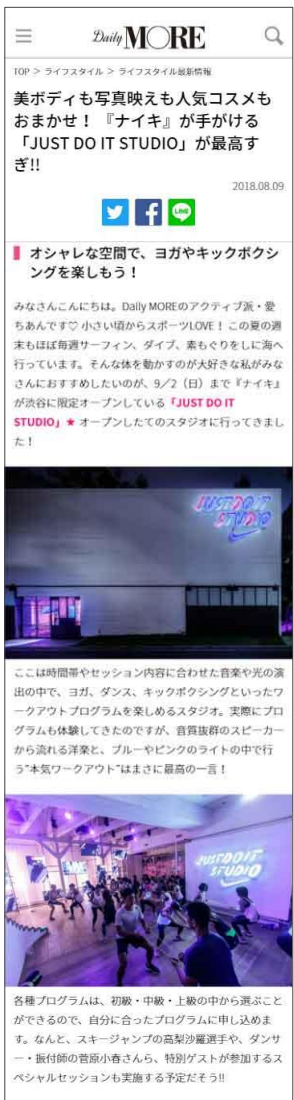 Daily MORE
TOP > ライフスタイル > ライフスタイル最新情報
美ボディも写真映えも人気コスメも
おまかせ！『ナイキ』が手がける
「JUST DO IT STUDIO」が最高す
ぎ!!
2018.08.09
LINE
オシャレな空間で、ヨガやキックボクシ
ングを楽しもう！
みなさんこんにちは。Daily MOREのアクティブ派・愛
ちあんです♡ 小さい頃からスポーツLOVE！ この夏の週
末もほぼ毎週サーフィン、ダイブ、素もぐりをしに海へ
行っています。そんな体を動かすのが大好きな私がみな
さんにおすすめしたいのが、9／2（日）まで『ナイキ』
が渋谷に限定オープンしている「JUST DO IT
STUDIO」★ オープンしたてのスタジオに行ってきまし
た！
JUST DO IT
STUDIO
ここは時間帯やセッション内容に合わせた音楽や光の演
出の中で、ヨガ、ダンス、キックボクシングといったワ
ークアウトプログラムを楽しめるスタジオ。実際にプロ
グラムも体験してきたのですが、音質抜群のスピーカー
から流れる洋楽と、ブルーやピンクのライトの中で行
う“本気ワークアウト”はまさに最高の一言！
JUST DO IT
STUDIO
各種プログラムは、初級・中級・上級の中から選ぶこと
ができるので、自分に合ったプログラムに申し込めま
す。なんと、スキージャンプの高梨沙羅選手や、ダンサ
ー・振付師の菅原小春さんら、特別ゲストが参加するス
ペシャルセッションも実施する予定だそう!!